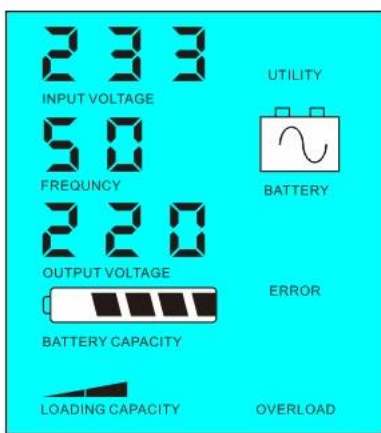 233
UTILITY
INPUT VOLTAGE
50
FREQUNCY
BATTERY
220
OUTPUT VOLTAGE
ERROR
BATTERY CAPACITY
LOADING CAPACITY
OVERLOAD